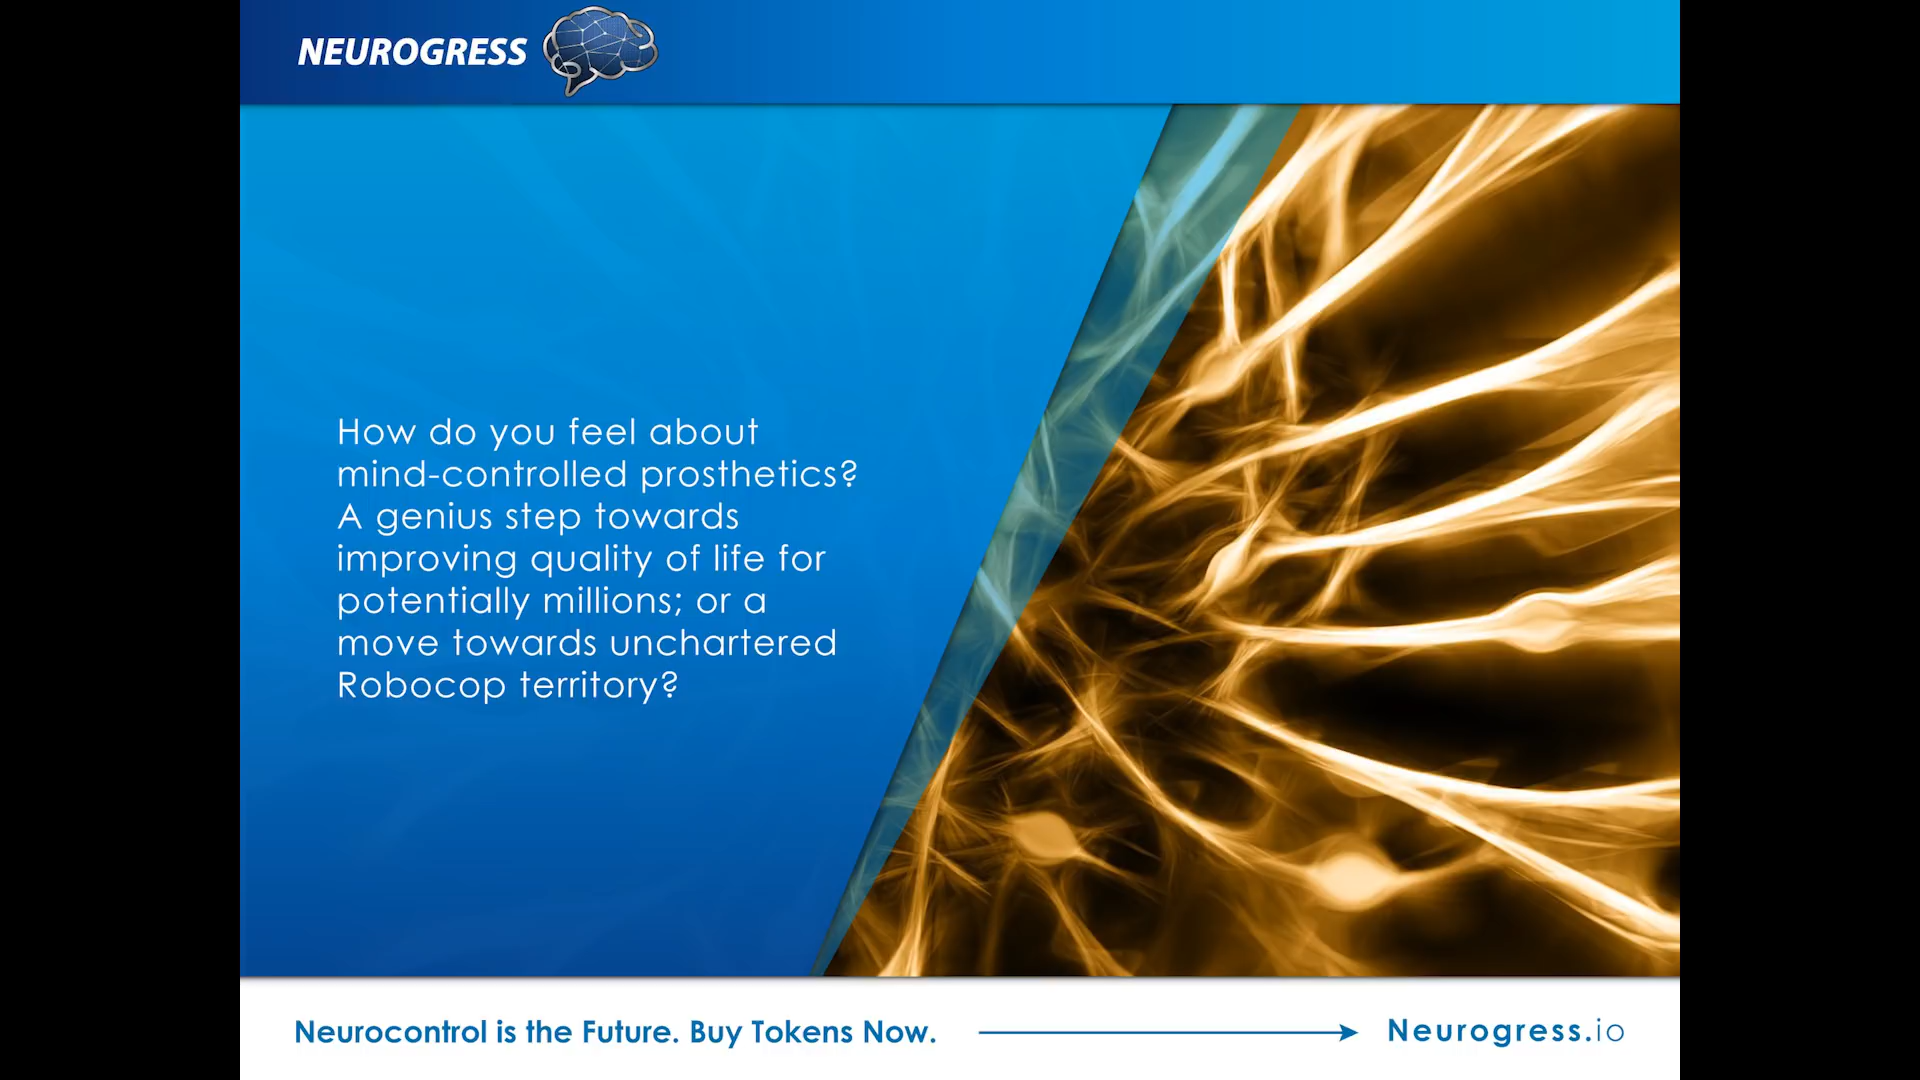 NEUROGRESS
How do you feel about
mind-controlled prosthetics?
A genius step towards
improving quality of life for
potentially millions; or a
move towards unchartered
Robocop territory?
Neurocontrol is the Future. Buy Tokens Now.
Neurogress.io